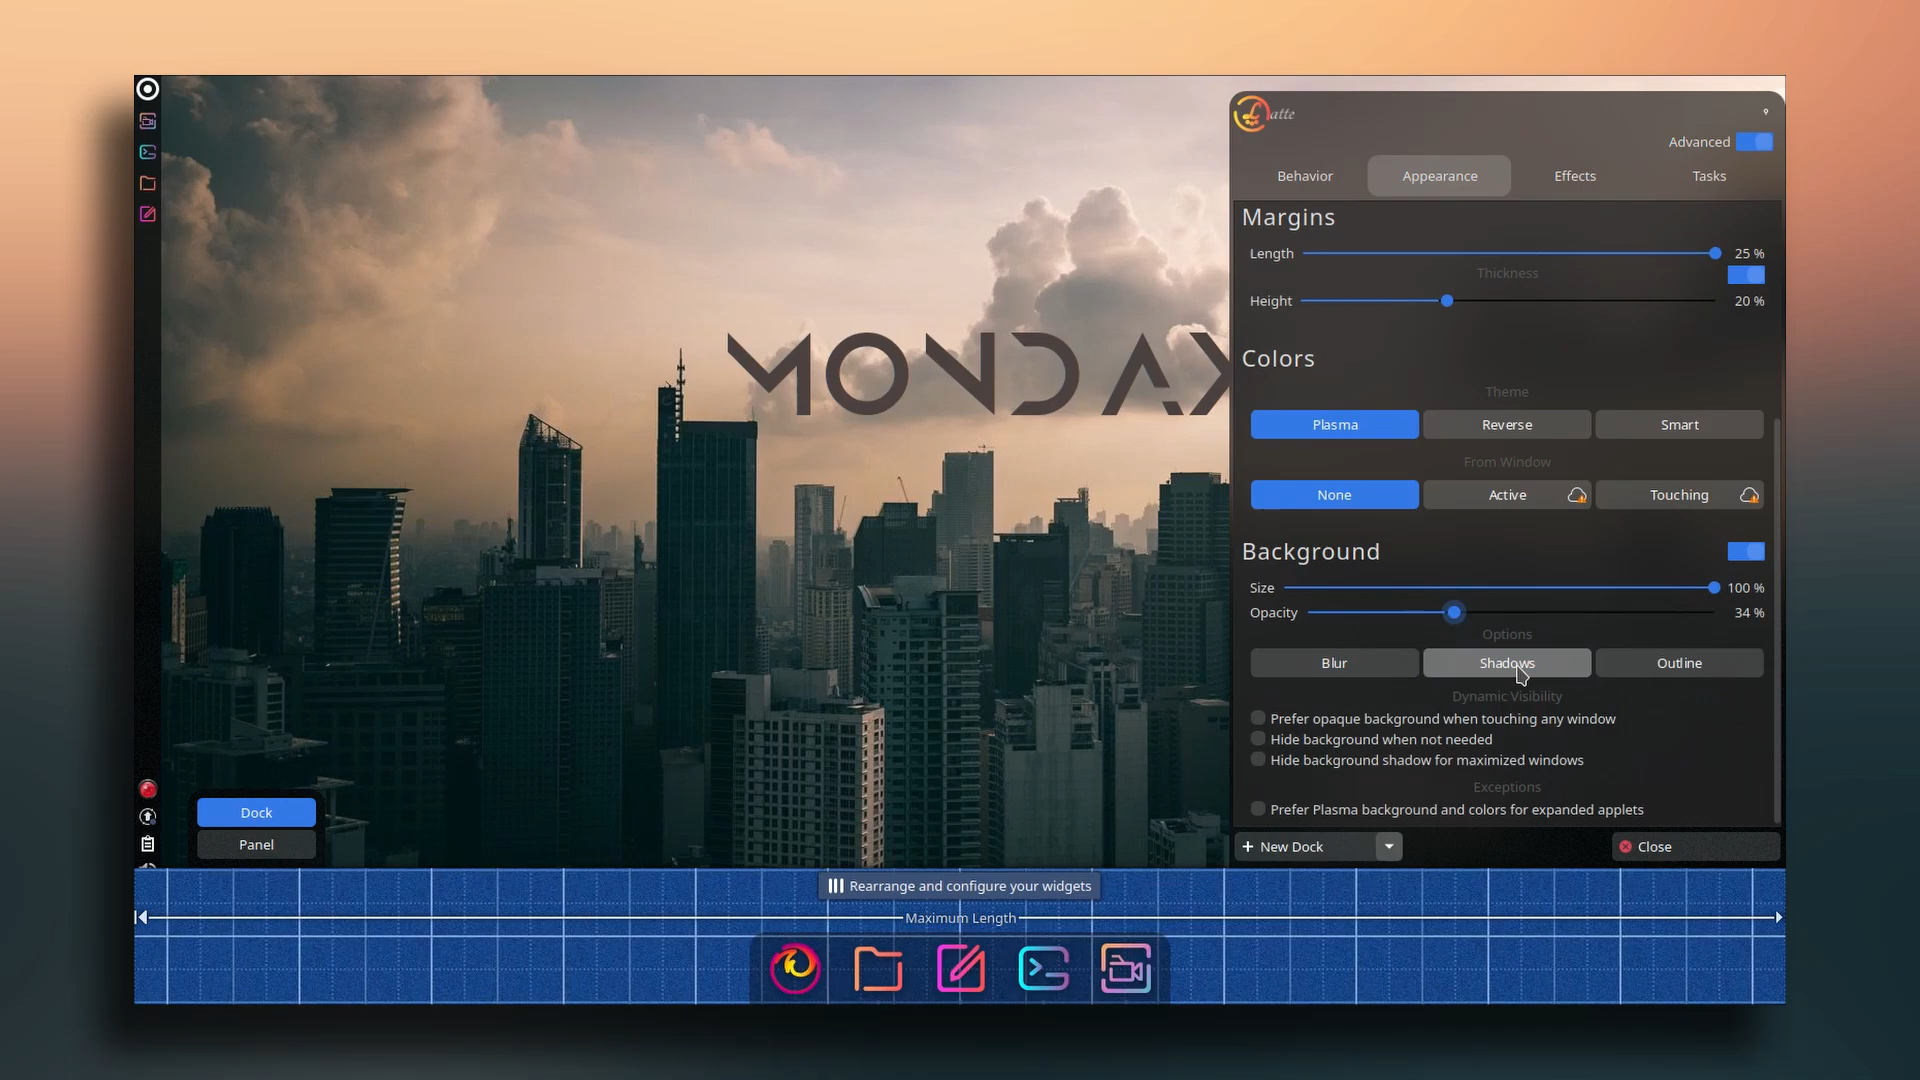 MONDAY
Latte
Advanced
Behavior Appearance Effects Tasks
Margins
Length 25 %
Thickness
Height 20 %
Colors
Theme
Plasma Reverse Smart
From Window
None Active Touching
Background
Size 100 %
Opacity 34 %
Options
Blur Shadows Outline
Dynamic Visibility
Prefer opaque background when touching any window
Hide background when not needed
Hide background shadow for maximized windows
Exceptions
Prefer Plasma background and colors for expanded applets
+ New Dock Close
Dock
Panel
Rearrange and configure your widgets
Maximum Length